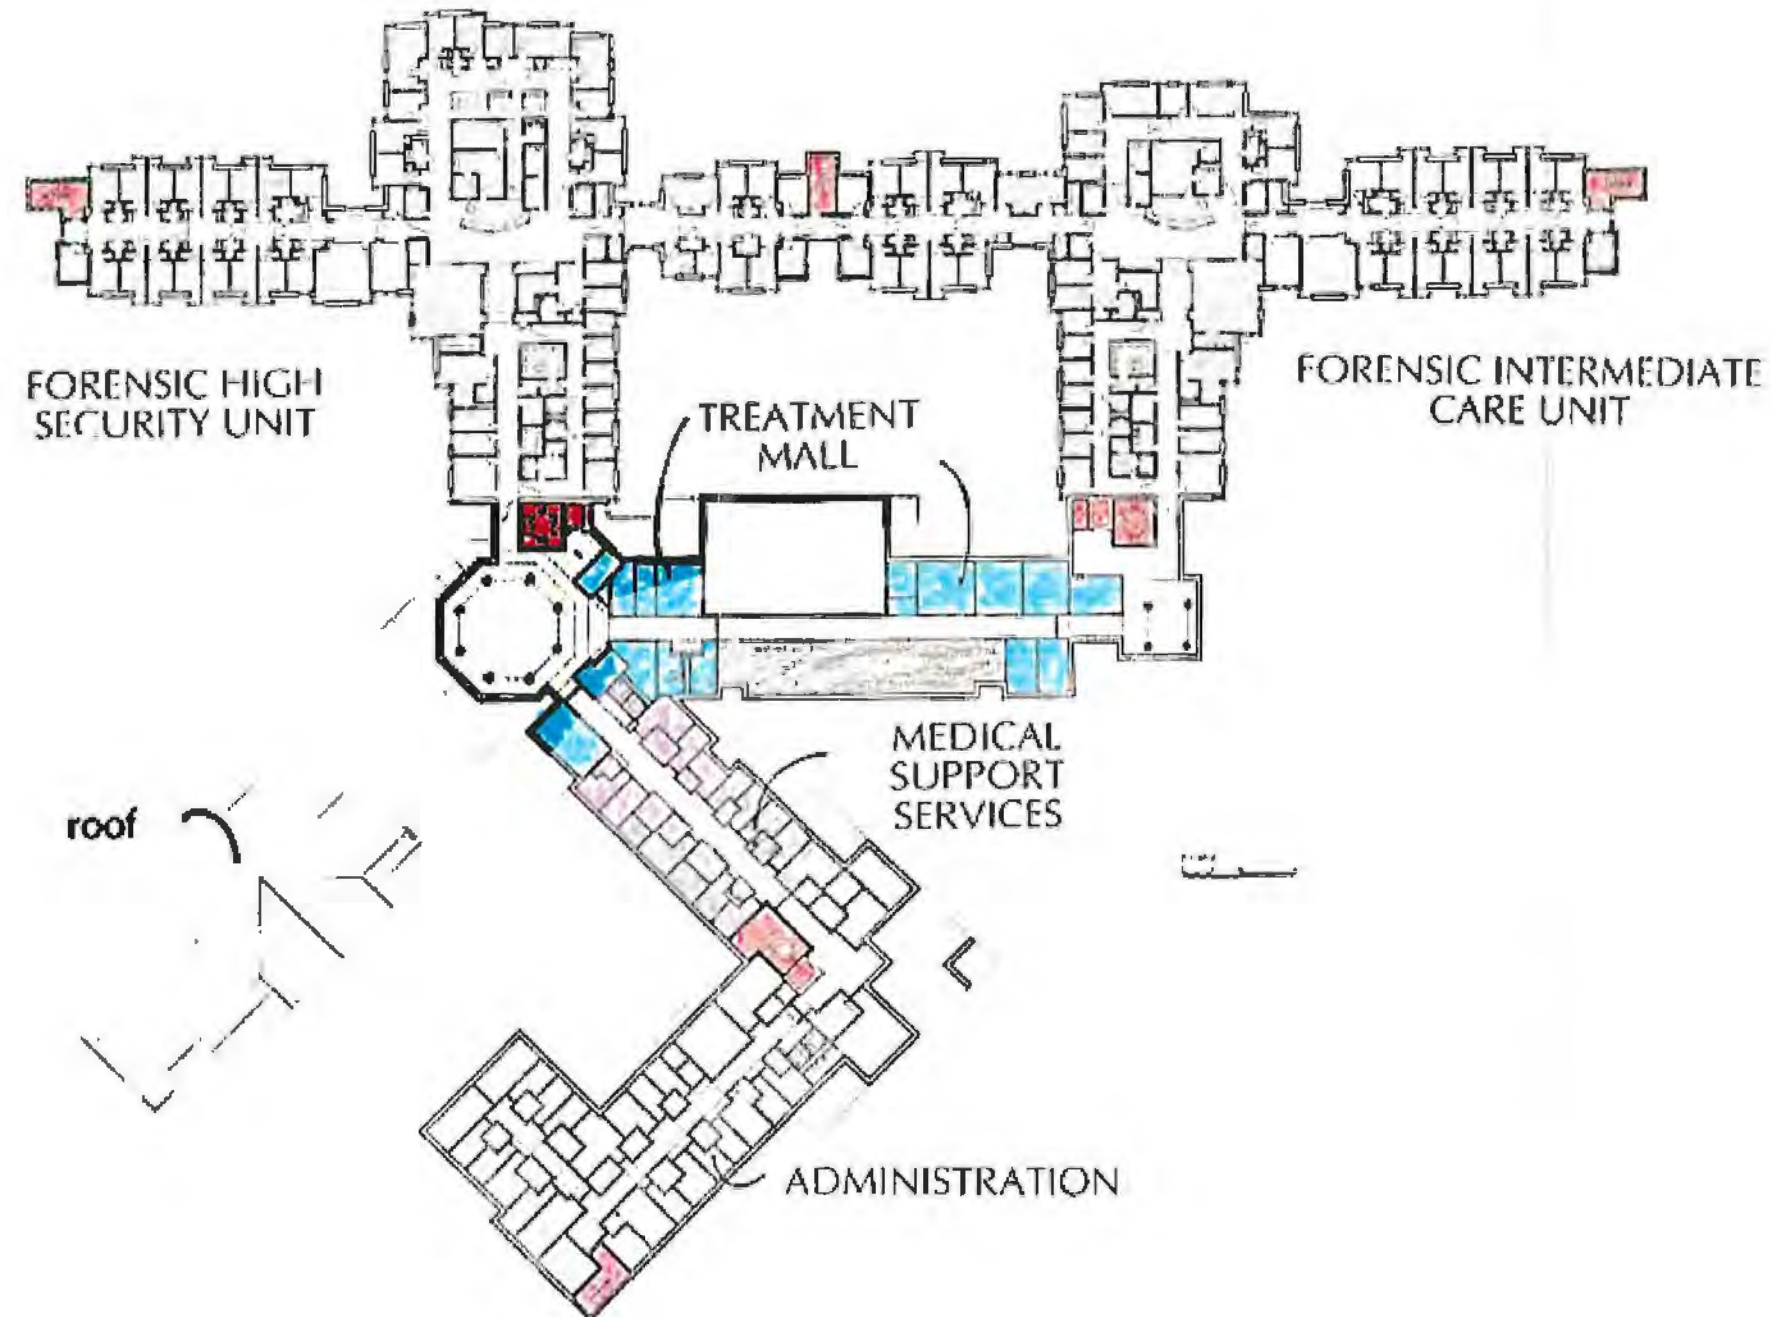 FORENSIC HIGH
SECURITY UNIT
TREATMENT
MALL
FORENSIC INTERMEDIATE
CARE UNIT
MEDICAL
SUPPORT
SERVICES
roof
ADMINISTRATION